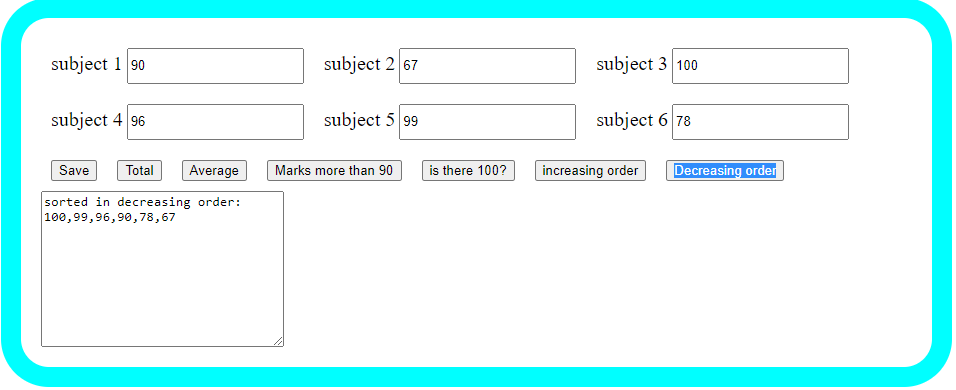 subject 1 90 subject 2 67 subject 3 100
subject 4 96 subject 5 99 subject 6 78
Save Total Average Marks more than 90 is there 100? increasing order Decreasing order
sorted in decreasing order:
100,99,96,90,78,67